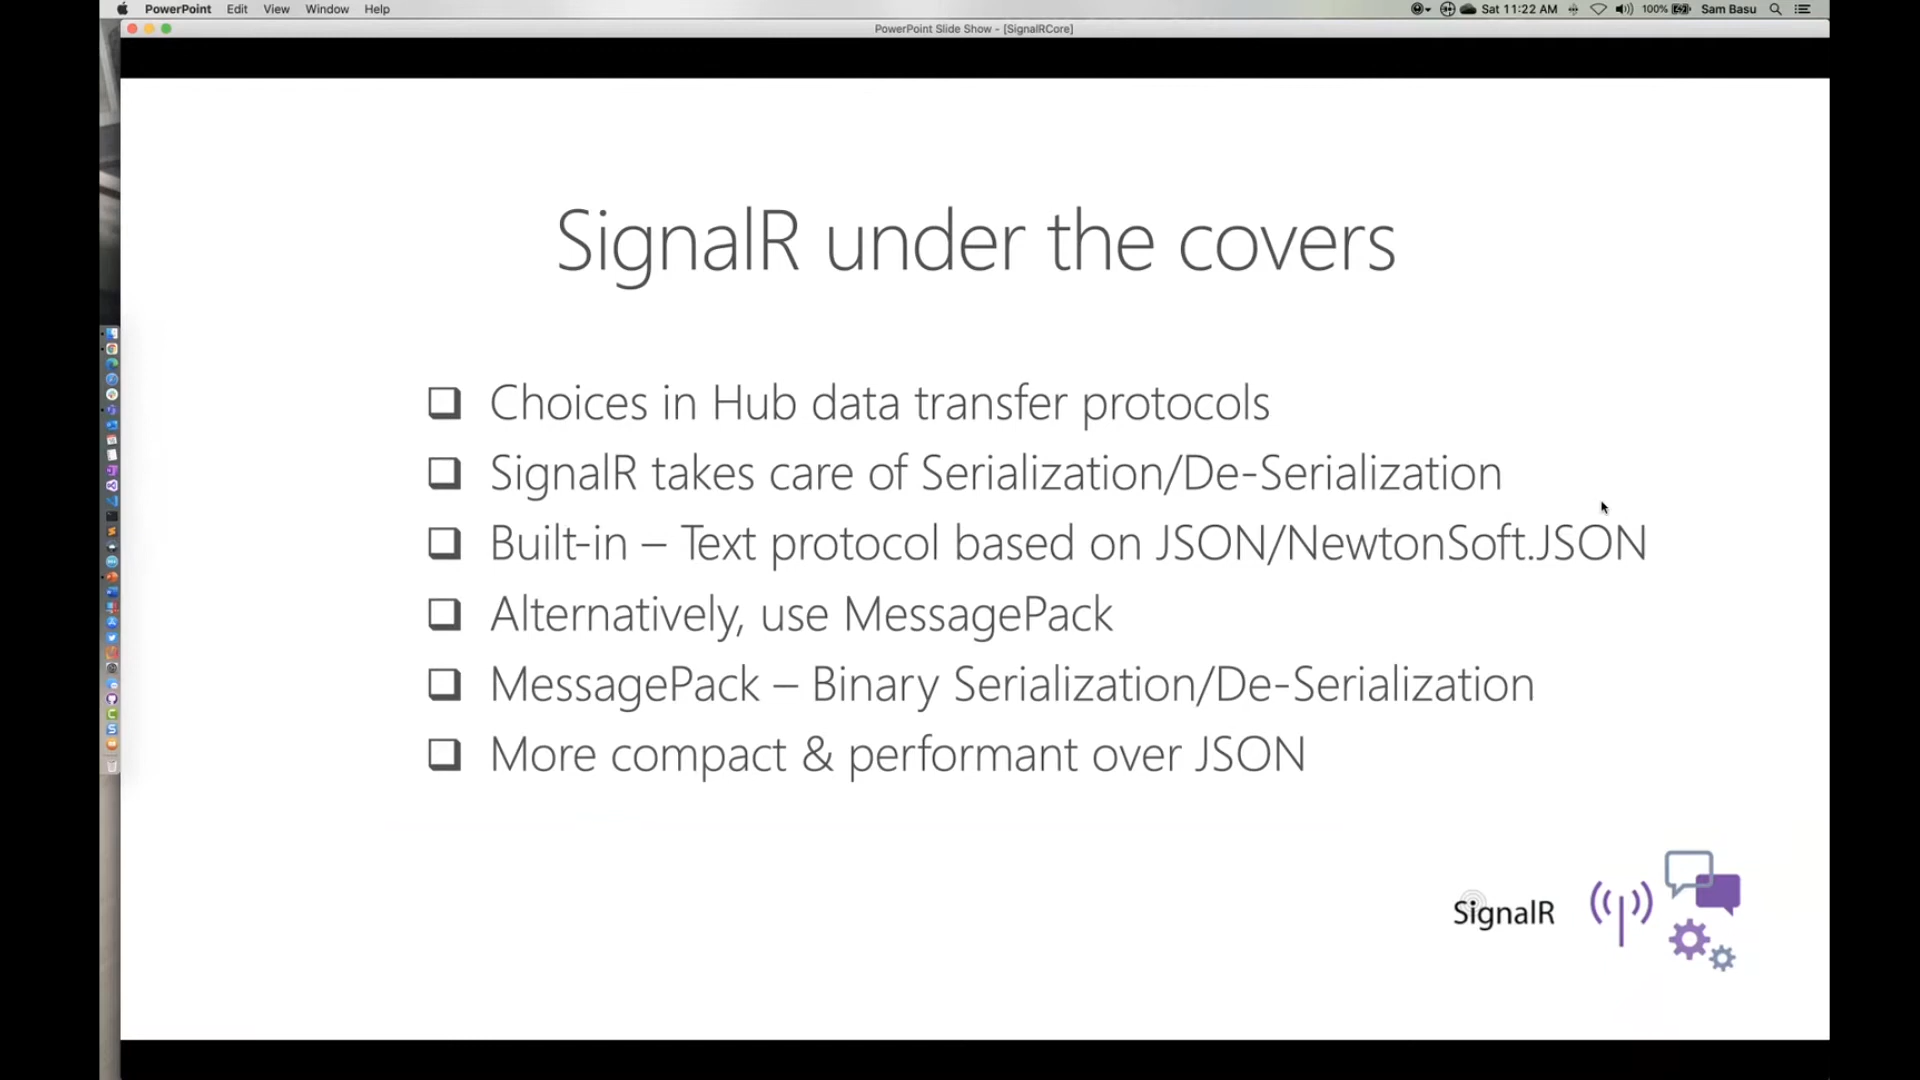 PowerPoint Edit View Window Help
Sat 11:22 AM 100% Sam Basu
PowerPoint Slide Show - [SignalRCore]
SignalR under the covers
Choices in Hub data transfer protocols
SignalR takes care of Serialization/De-Serialization
Built-in – Text protocol based on JSON/NewtonSoft.JSON
Alternatively, use MessagePack
MessagePack – Binary Serialization/De-Serialization
More compact & performant over JSON
SignalR